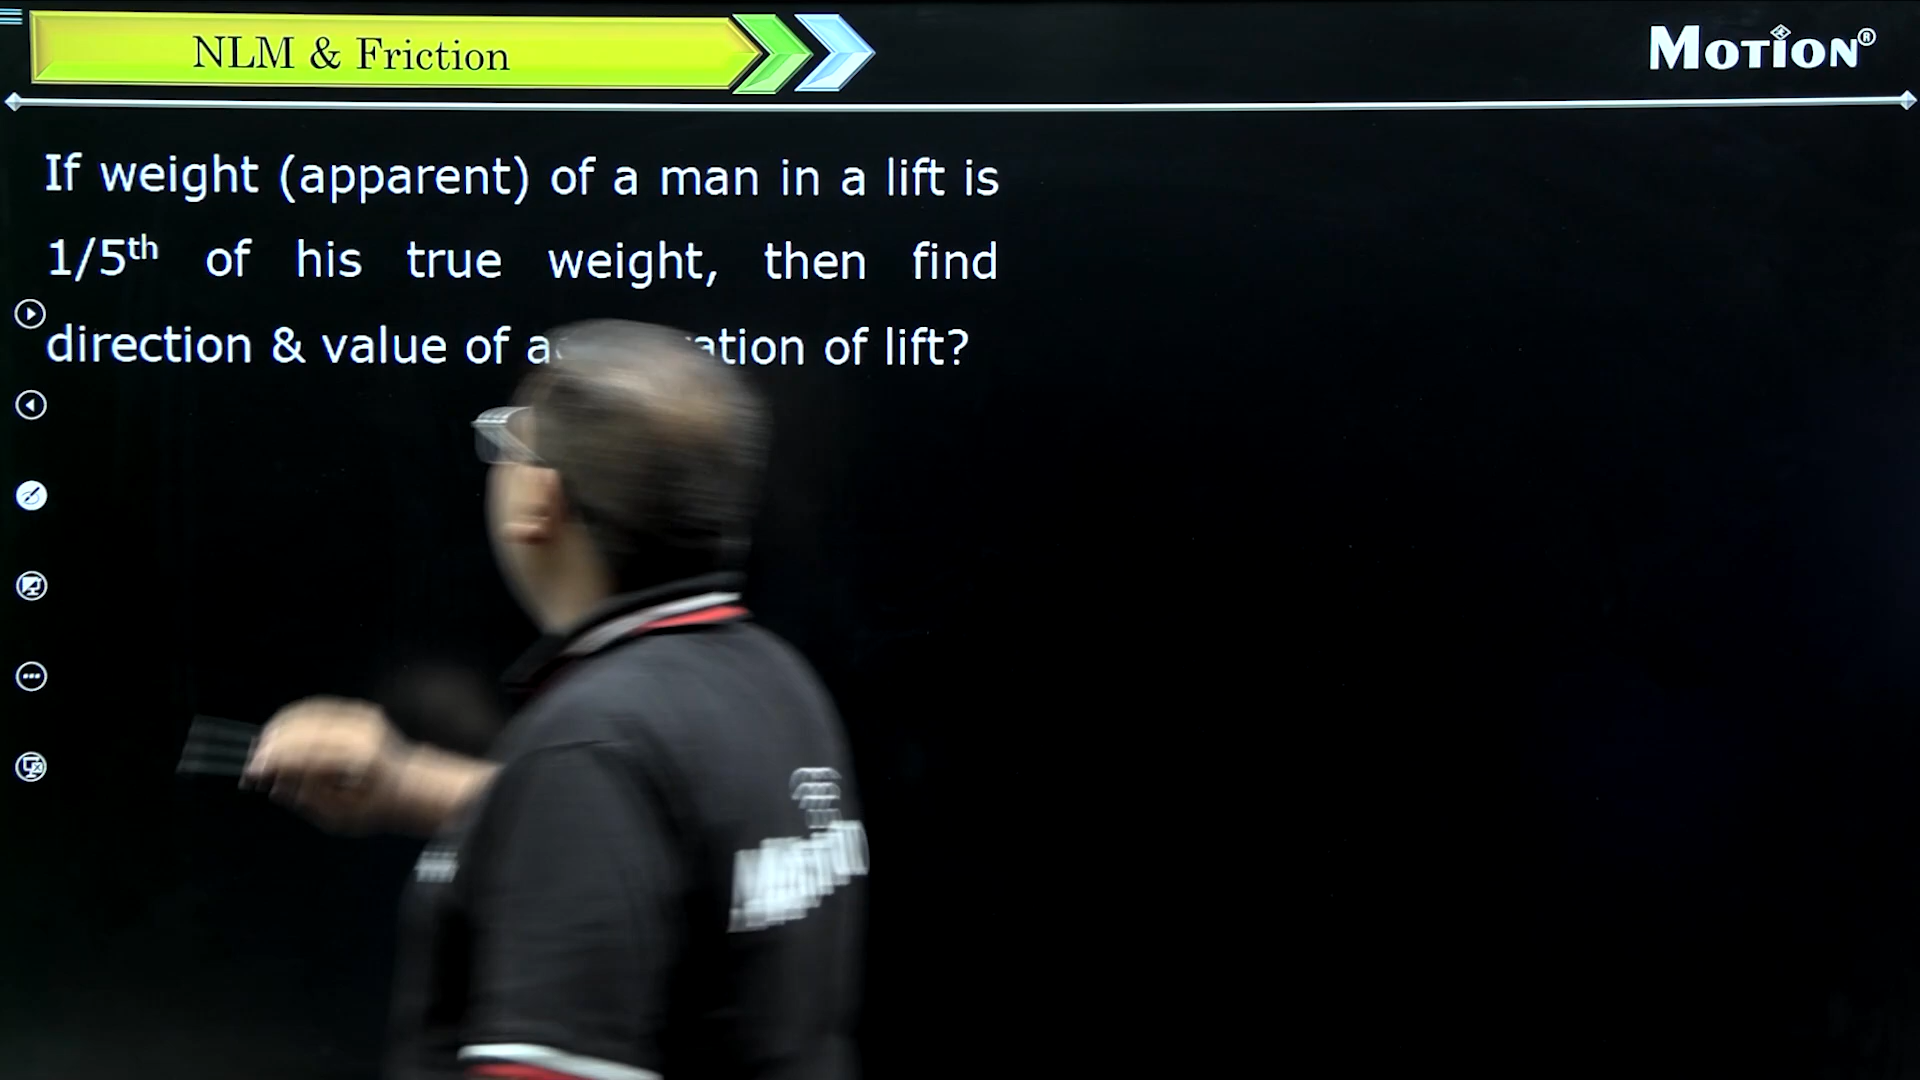 NLM & Friction
MOTION®
If weight (apparent) of a man in a lift is
1/5th of his true weight, then find
direction & value of of lift?